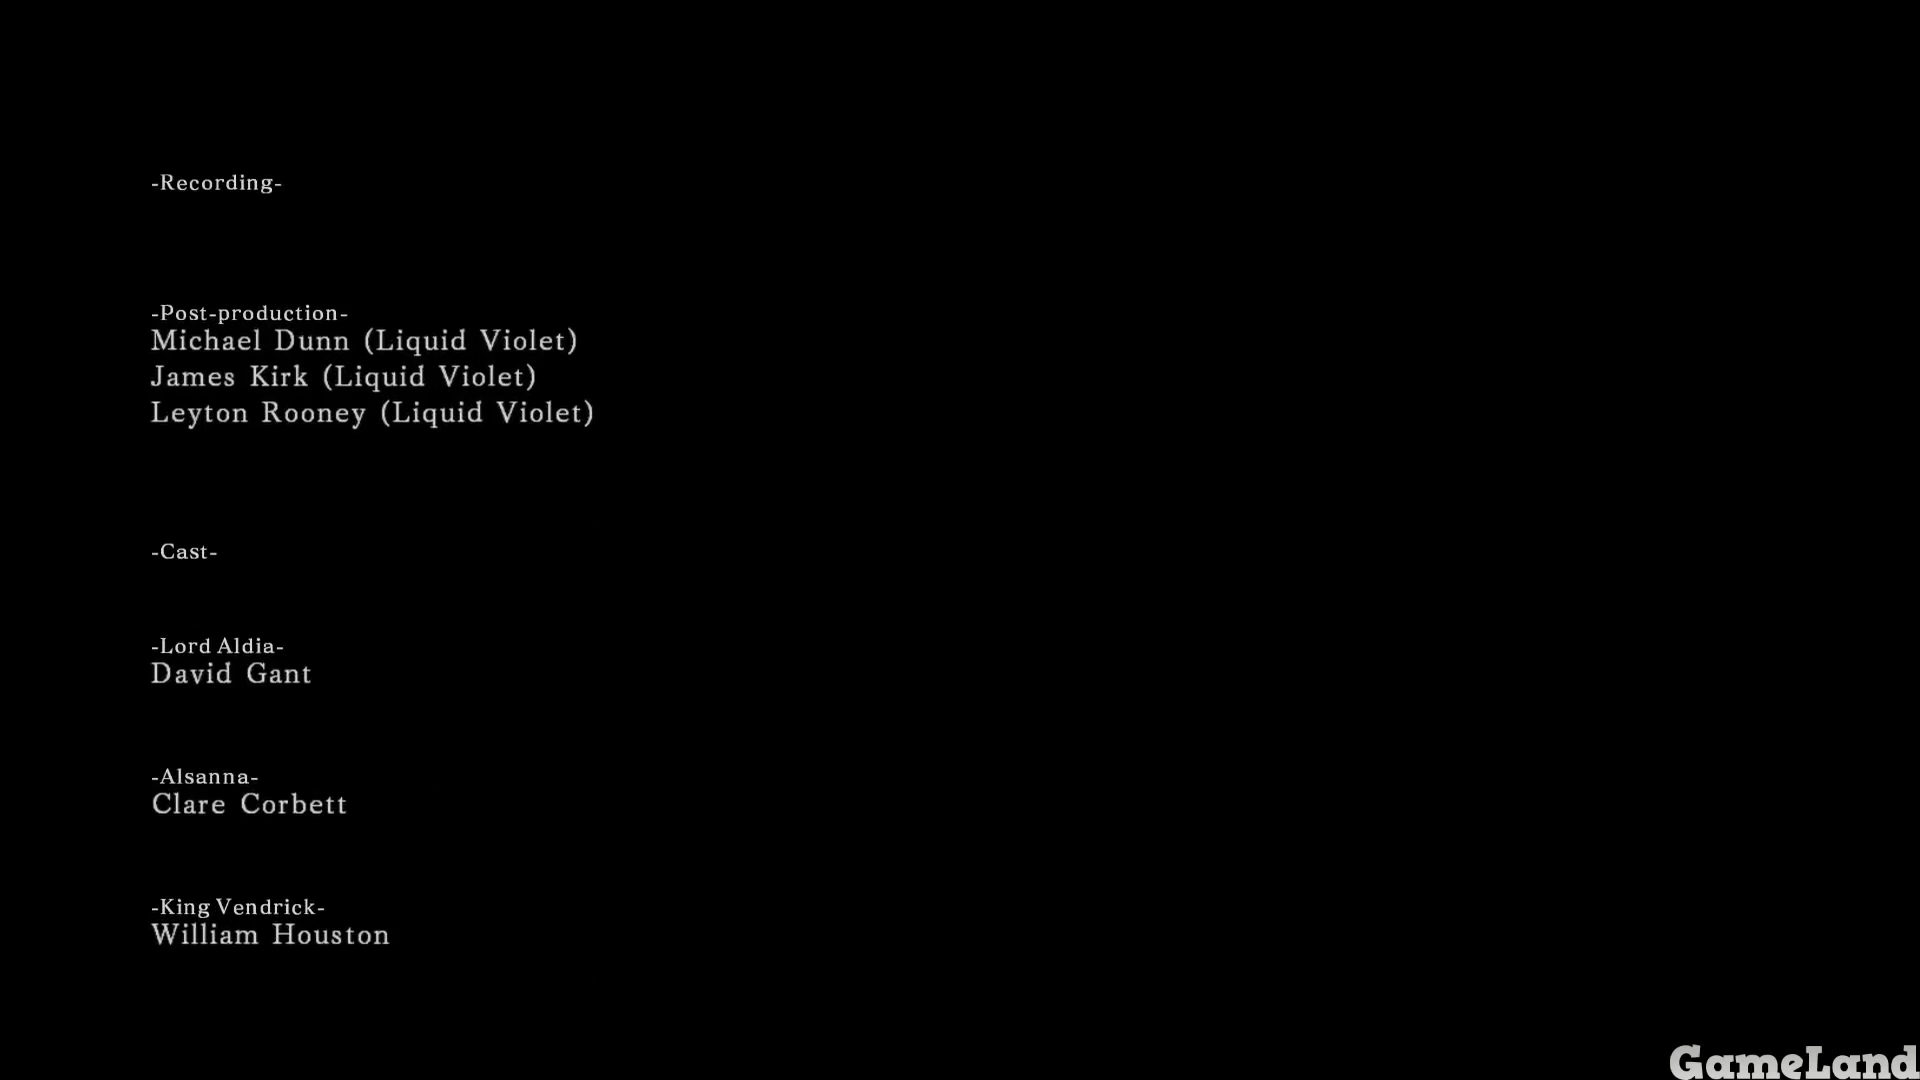 -Recording-
-Post-production-
Michael Dunn (Liquid Violet)
James Kirk (Liquid Violet)
Leyton Rooney (Liquid Violet)
-Cast-
-Lord Aldia-
David Gant
-Alsanna-
Clare Corbett
-King Vendrick-
William Houston
GameLand